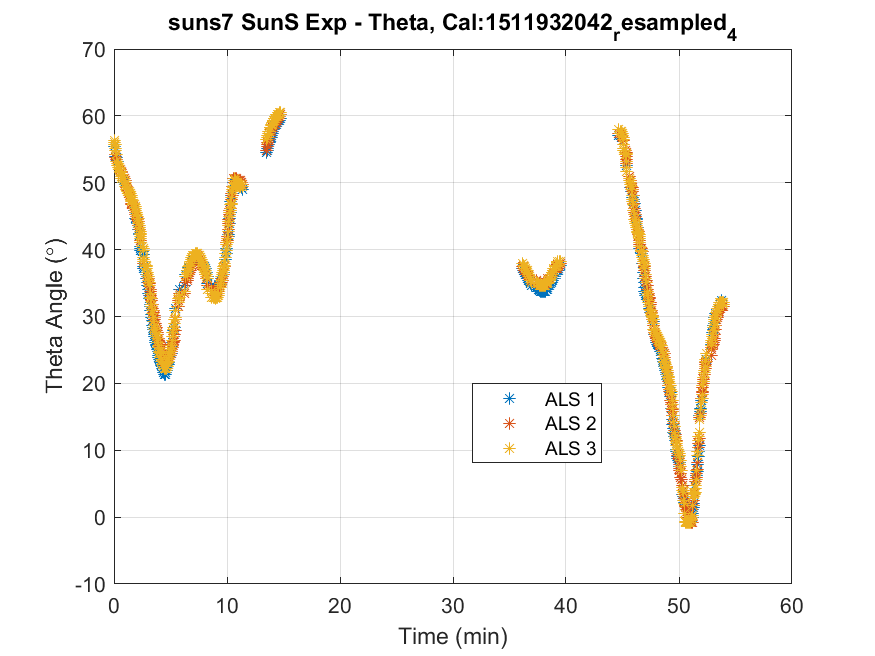 suns7 SunS Exp - Theta, Cal:1511932042resampled4
70
60
50
40
30
20
10
0
-10
Theta Angle (°)
ALS 1
ALS 2
ALS 3
0 10 20 30 40 50 60
Time (min)